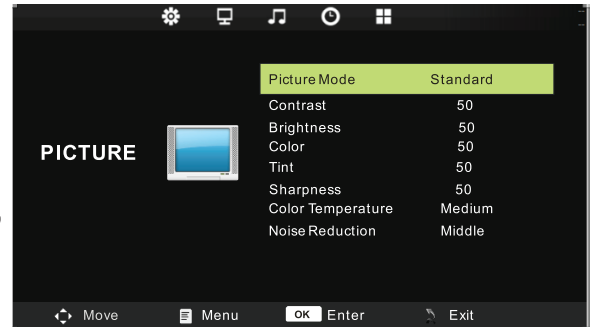 Picture Mode Standard
Contrast 50
Brightness 50
Color 50
PICTURE
Tint 50
Sharpness 50
Color Temperature Medium
Noise Reduction Middle
Move Menu OK Enter Exit